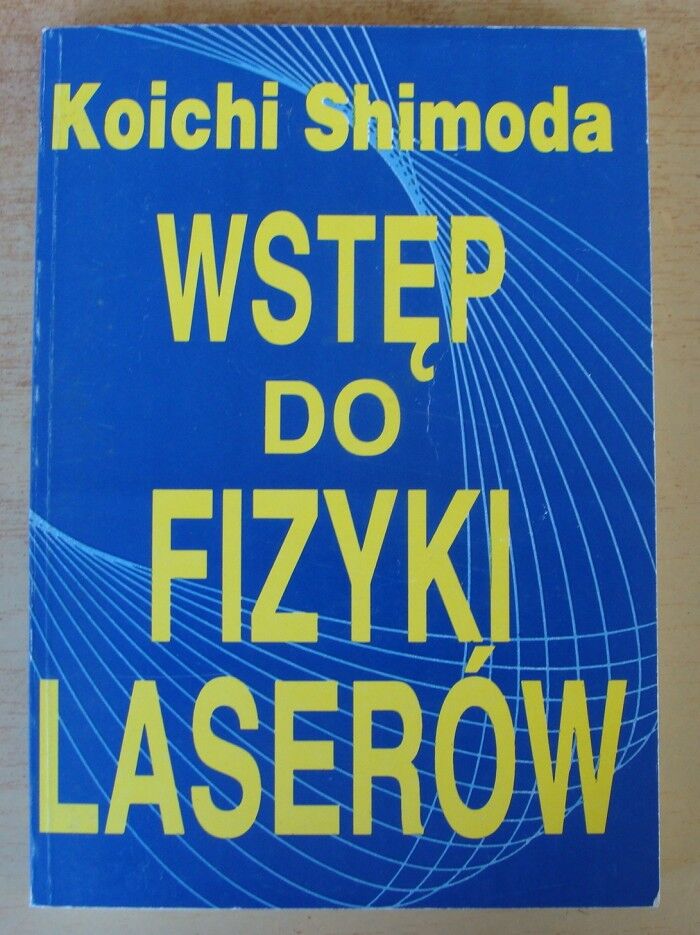 Koichi Shimoda
WSTĘP
DO
FIZYKI
LASERÓW